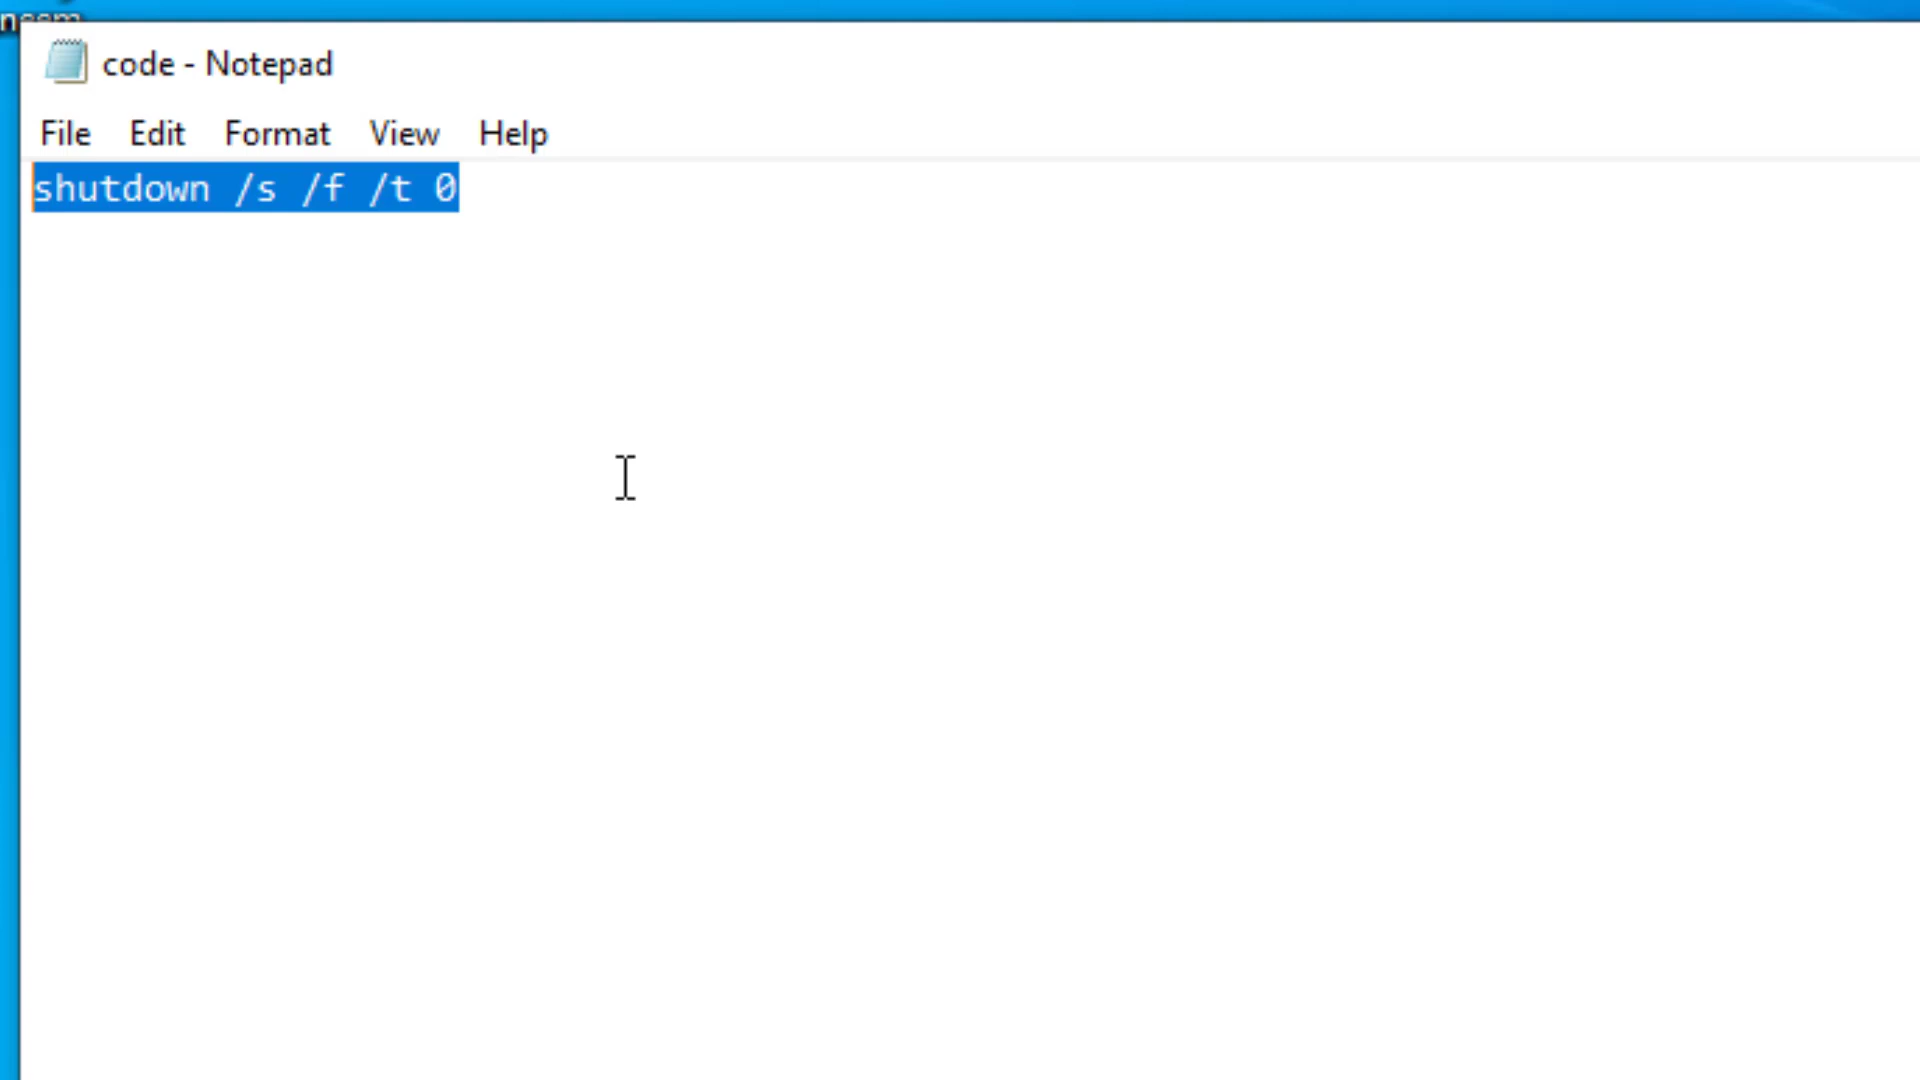 code - Notepad
File Edit Format View Help
shutdown /s /f /t 0